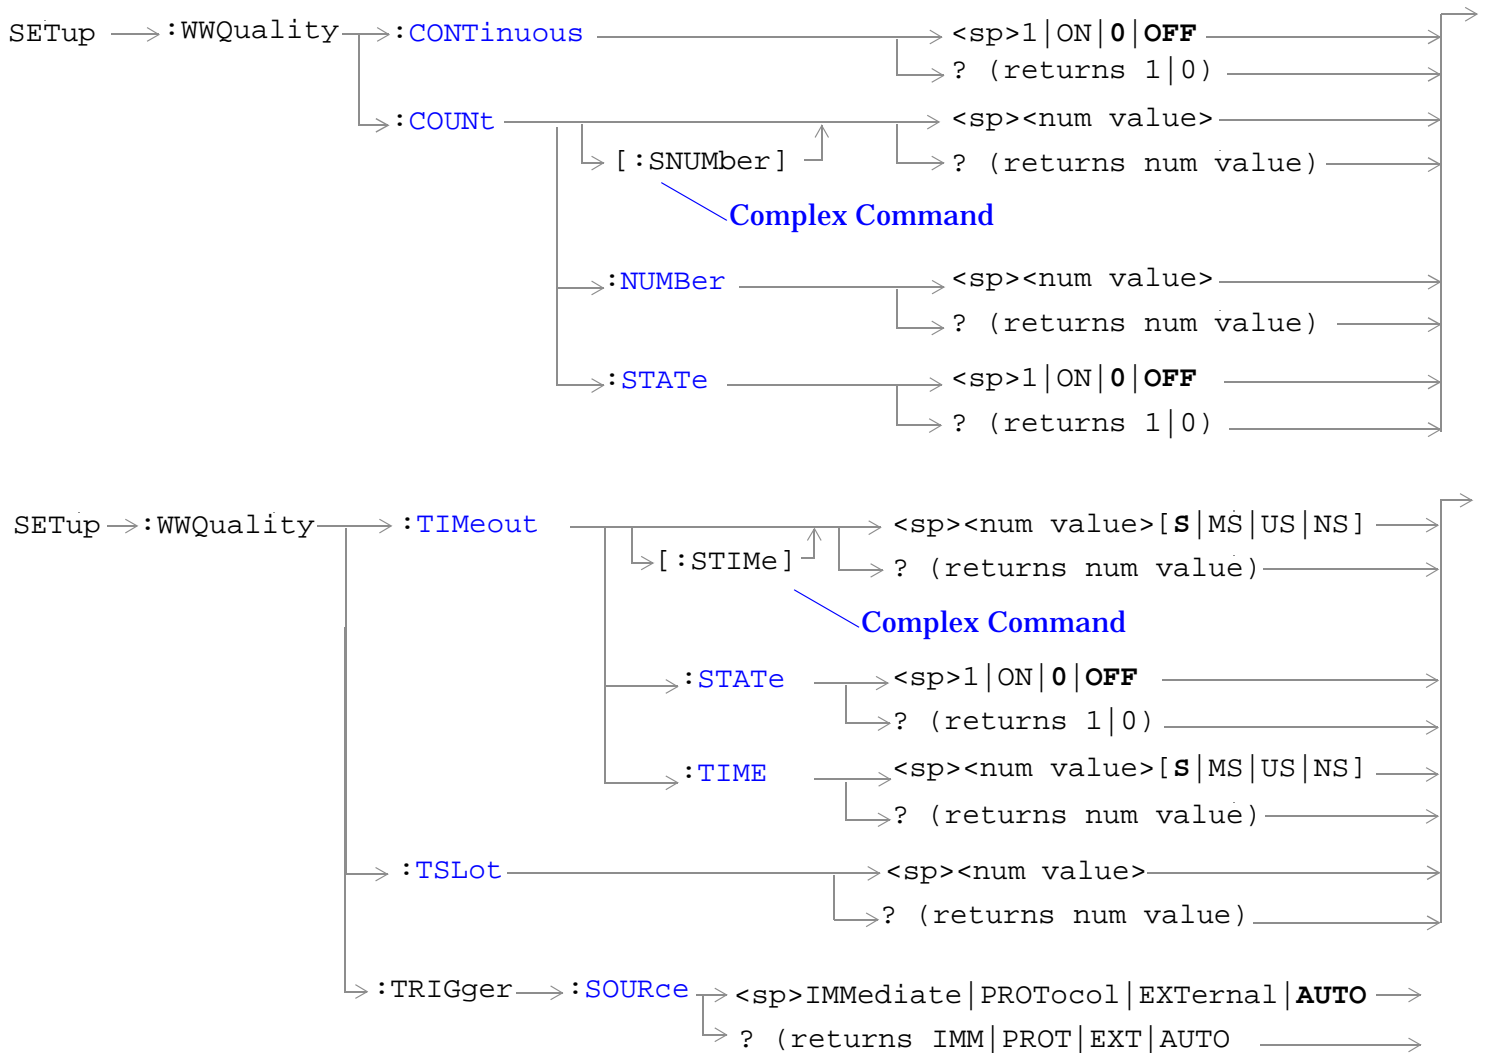 SETup :WWQuality :CONTinuous <sp>1|ON|0|OFF
? (returns 1|0)
:COUNt <sp><num value>
[:SNUMber] ? (returns num value)
Complex Command
:NUMBer <sp><num value>
? (returns num value)
:STATe <sp>1|ON|0|OFF
? (returns 1|0)
SETup :WWQuality :TIMeout <sp><num value>[S|MS|US|NS]
[:STIMe] ? (returns num value)
Complex Command
:STATe <sp>1|ON|0|OFF
? (returns 1|0)
:TIME <sp><num value>[S|MS|US|NS]
? (returns num value)
:TSLot <sp><num value>
? (returns num value)
:TRIGger :SOURce <sp>IMMediate|PROTocol|EXTernal|AUTO
? (returns IMM|PROT|EXT|AUTO